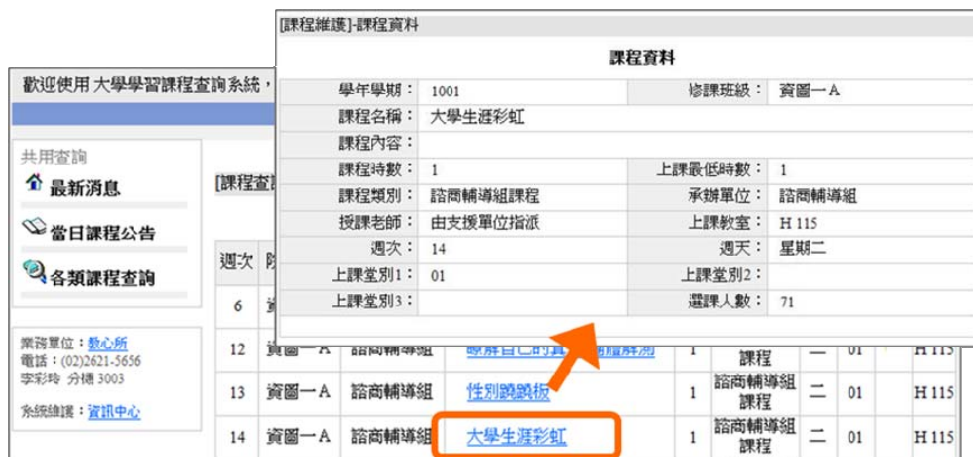 [課程維護]-課程資料
課程資料
學年學期： 1001 修課班級： 資圖一A
課程名稱： 大學生涯彩虹
課程內容：
課程時數： 1 上課最低時數： 1
課程類別： 諮商輔導組課程 承辦單位： 諮商輔導組
授課老師： 由支援單位指派 上課教室： H 115
週次： 14 週天： 星期二
上課堂別1： 01 上課堂別2：
上課堂別3： 選課人數： 71
歡迎使用 大學學習課程查詢系統，
共用查詢
最新消息
當日課程公告
各類課程查詢
業務單位：教心所
電話：(02)2621-5656
李彩玲 分機 3003
系統維護：資訊中心
[課程查
週次
6
12 資圖一A 諮商輔導組 瞭解自己的真 1 課程 二 01 H 115
13 資圖一A 諮商輔導組 性別蹺蹺板 1 諮商輔導組課程 二 01 H 115
14 資圖一A 諮商輔導組 大學生涯彩虹 1 諮商輔導組課程 二 01 H 115